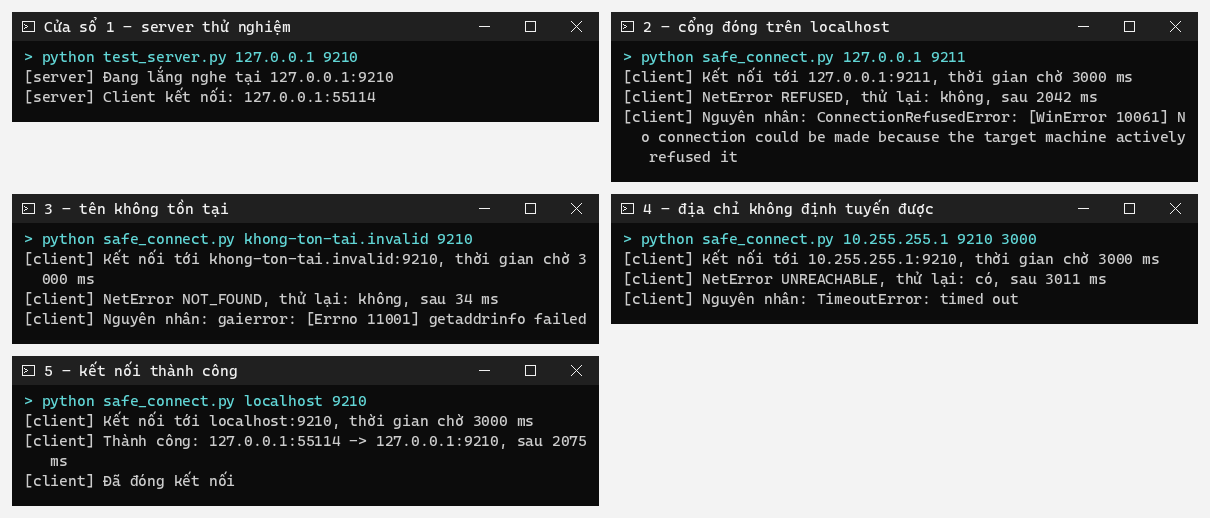 Cửa sổ 1 – server thử nghiệm
> python test_server.py 127.0.0.1 9210
[server] Đang lắng nghe tại 127.0.0.1:9210
[server] Client kết nối: 127.0.0.1:55114
2 – cổng đóng trên localhost
> python safe_connect.py 127.0.0.1 9211
[client] Kết nối tới 127.0.0.1:9211, thời gian chờ 3000 ms
[client] NetError REFUSED, thử lại: không, sau 2042 ms
[client] Nguyên nhân: ConnectionRefusedError: [WinError 10061] N
o connection could be made because the target machine actively
refused it
3 – tên không tồn tại
> python safe_connect.py khong-ton-tai.invalid 9210
[client] Kết nối tới khong-ton-tai.invalid:9210, thời gian chờ 3
000 ms
[client] NetError NOT_FOUND, thử lại: không, sau 34 ms
[client] Nguyên nhân: gaierror: [Errno 11001] getaddrinfo failed
4 – địa chỉ không định tuyến được
> python safe_connect.py 10.255.255.1 9210 3000
[client] Kết nối tới 10.255.255.1:9210, thời gian chờ 3000 ms
[client] NetError UNREACHABLE, thử lại: có, sau 3011 ms
[client] Nguyên nhân: TimeoutError: timed out
5 – kết nối thành công
> python safe_connect.py localhost 9210
[client] Kết nối tới localhost:9210, thời gian chờ 3000 ms
[client] Thành công: 127.0.0.1:55114 -> 127.0.0.1:9210, sau 2075
ms
[client] Đã đóng kết nối